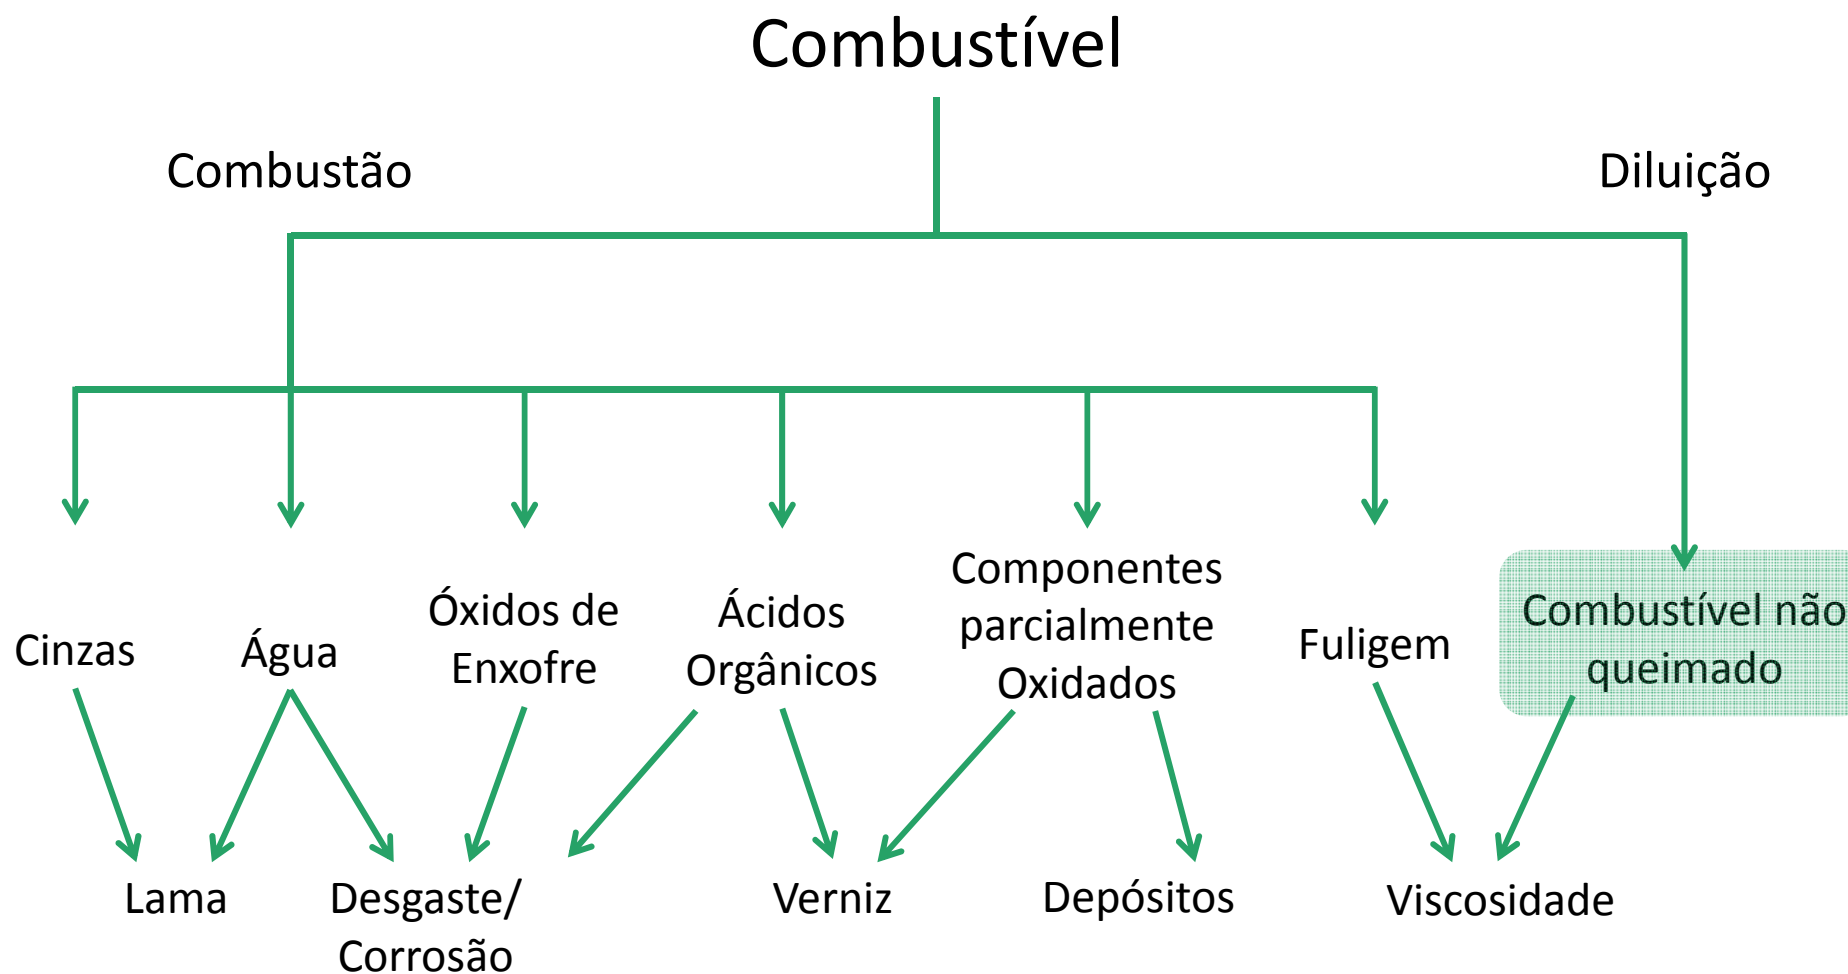 Combustível
Combustão
Diluição
Cinzas
Água
Óxidos de
Enxofre
Ácidos
Orgânicos
Componentes
parcialmente
Oxidados
Fuligem
Combustível não
queimado
Lama
Desgaste/
Corrosão
Verniz
Depósitos
Viscosidade